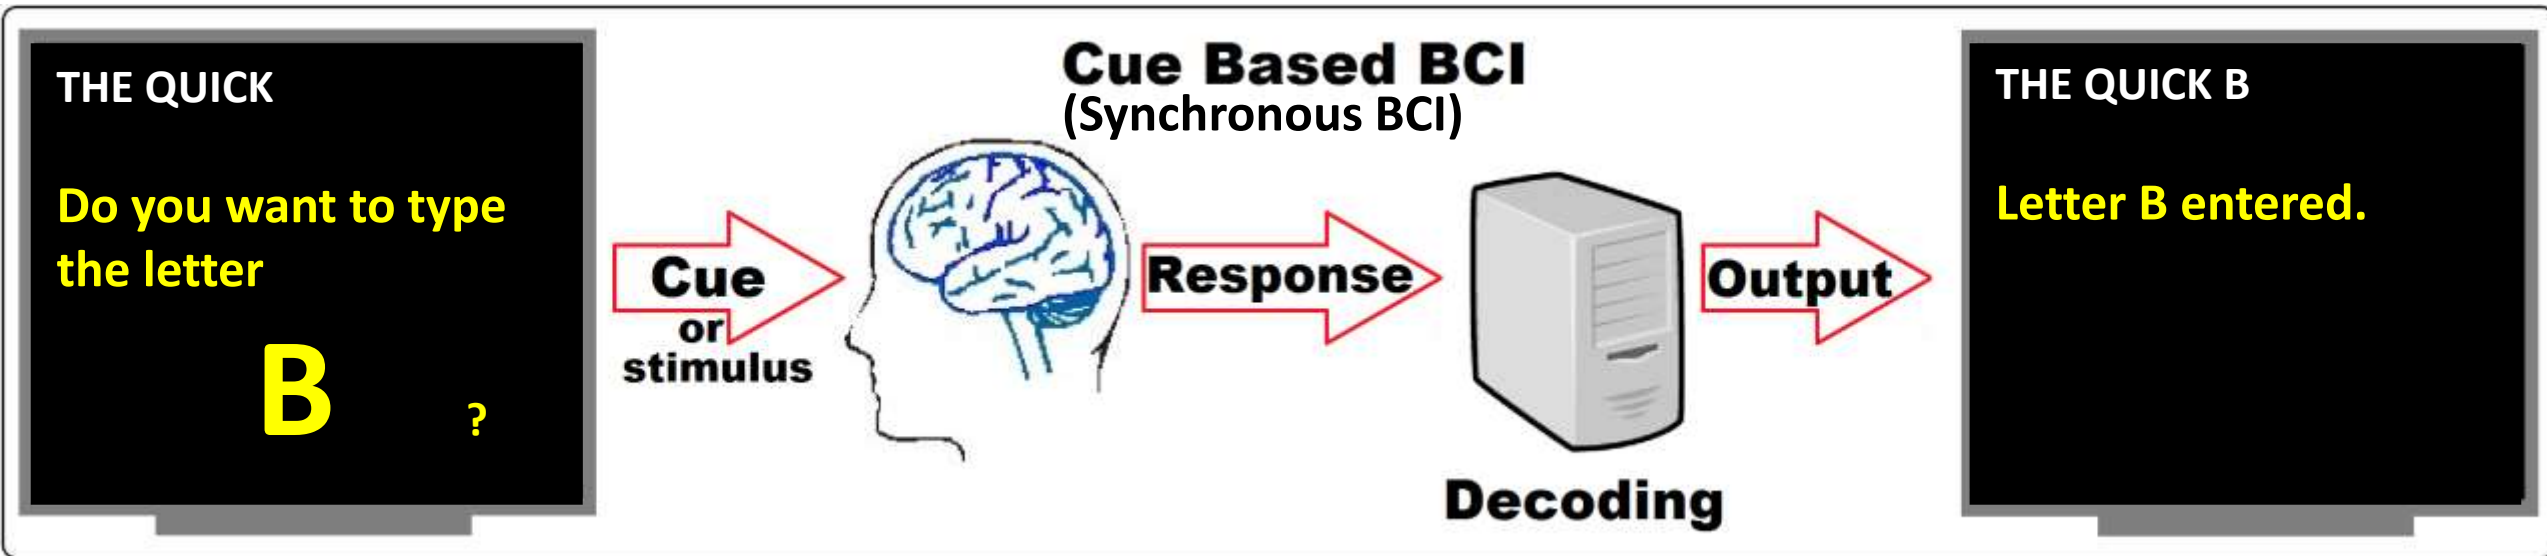 THE QUICK
Do you want to type
the letter
B ?
Cue
or
stimulus
Cue Based BCI
(Synchronous BCI)
Response
Decoding
Output
THE QUICK B
Letter B entered.